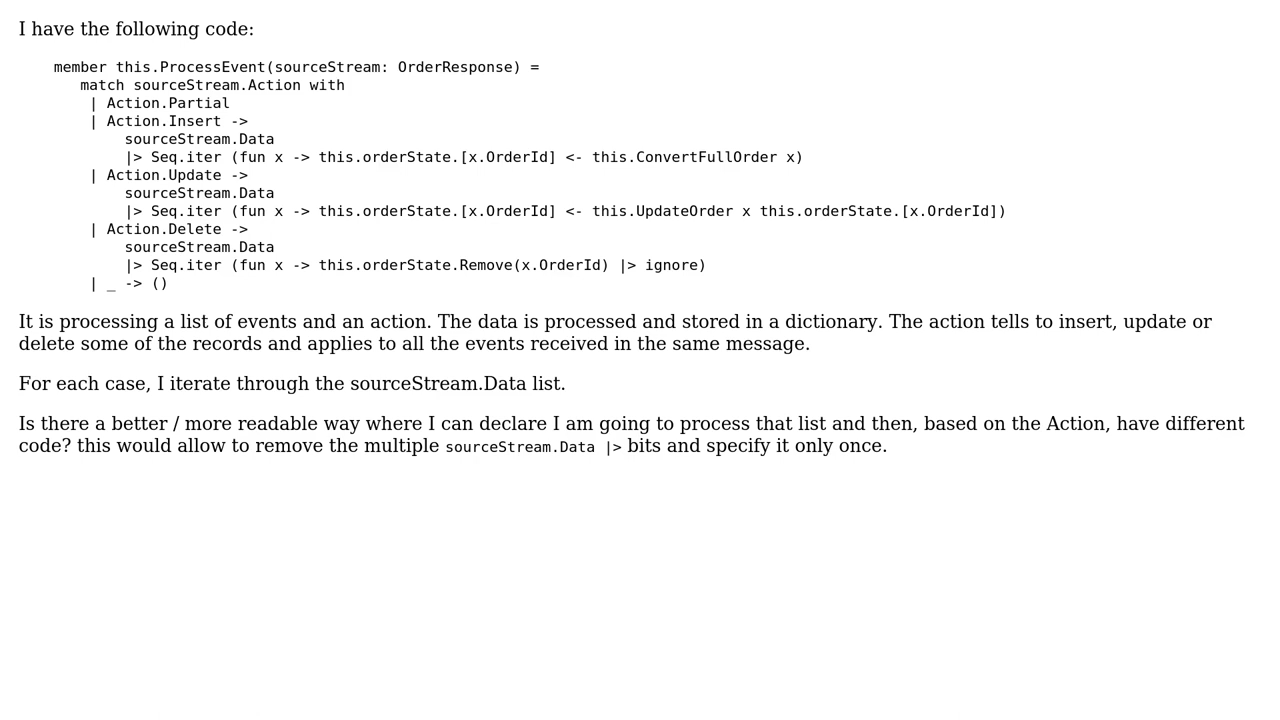 I have the following code:
member this.ProcessEvent(sourceStream: OrderResponse) =
match sourceStream.Action with
| Action.Partial
| Action.Insert ->
sourceStream.Data
|> Seq.iter (fun x -> this.orderState.[x.OrderId] <- this.ConvertFullOrder x)
| Action.Update ->
sourceStream.Data
|> Seq.iter (fun x -> this.orderState.[x.OrderId] <- this.UpdateOrder x this.orderState.[x.OrderId])
| Action.Delete ->
sourceStream.Data
|> Seq.iter (fun x -> this.orderState.Remove(x.OrderId) |> ignore)
| _ -> ()
It is processing a list of events and an action. The data is processed and stored in a dictionary. The action tells to insert, update or
delete some of the records and applies to all the events received in the same message.
For each case, I iterate through the sourceStream.Data list.
Is there a better / more readable way where I can declare I am going to process that list and then, based on the Action, have different
code? this would allow to remove the multiple sourceStream.Data |> bits and specify it only once.